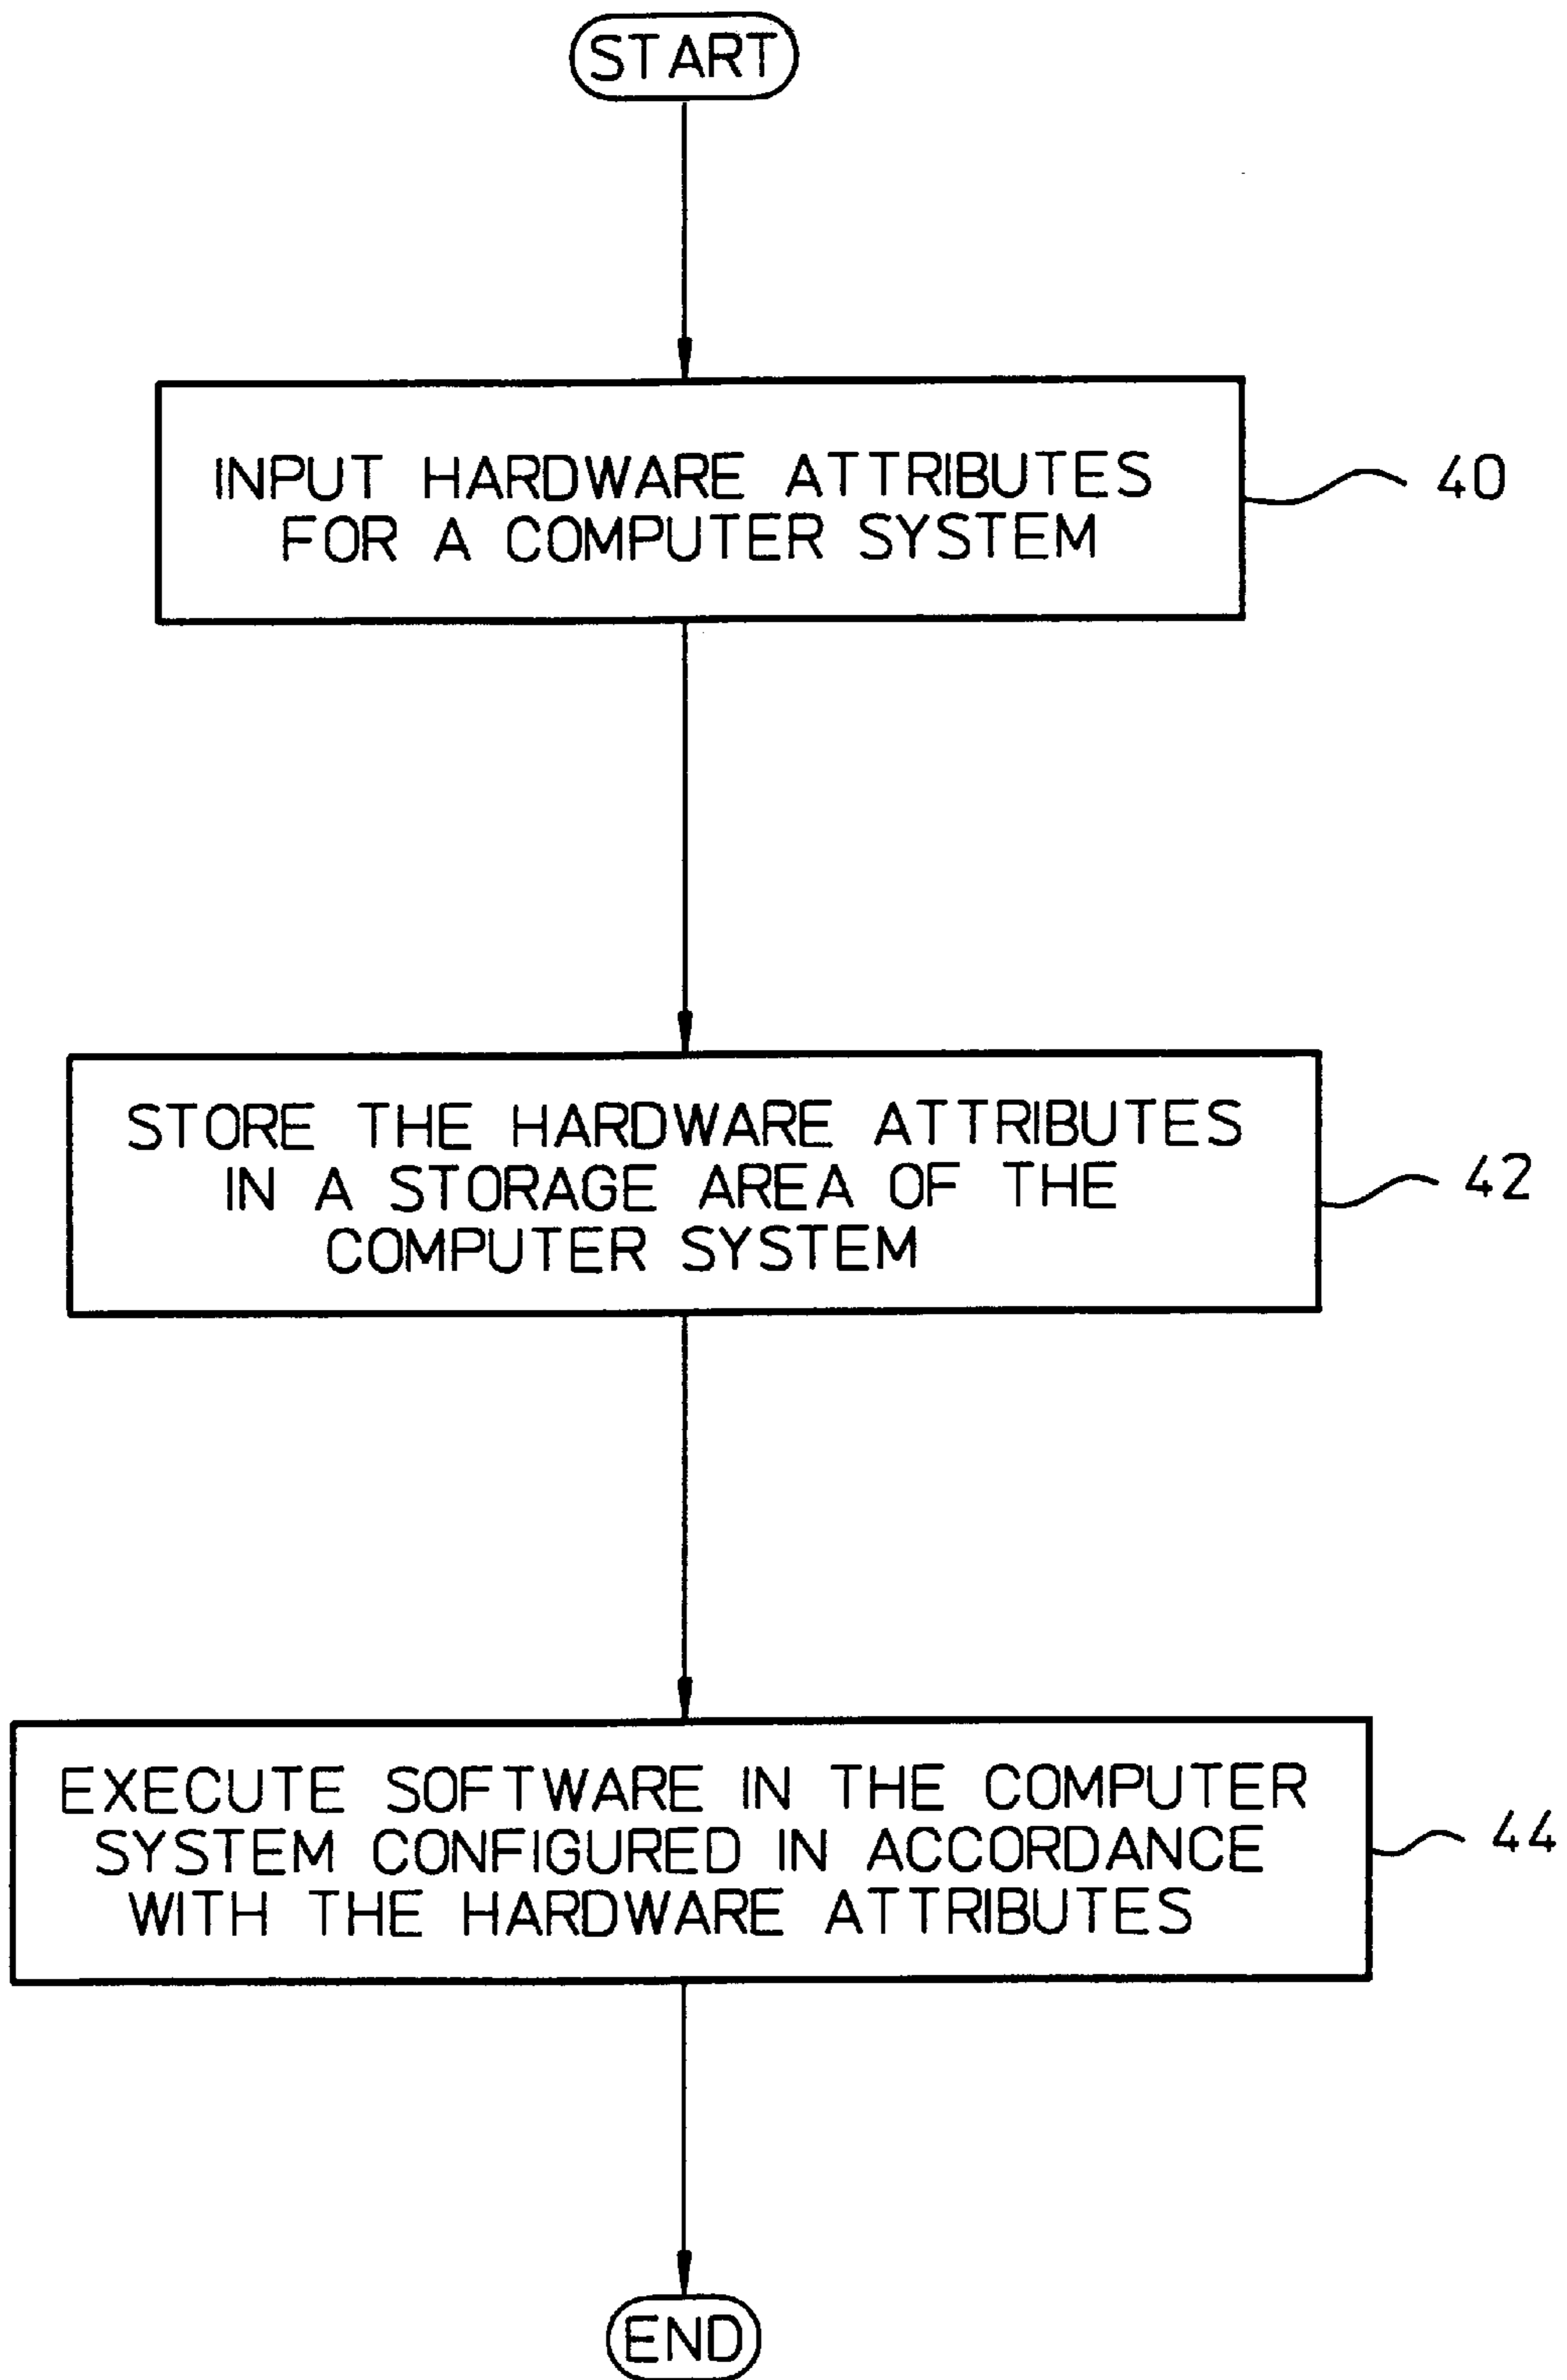 START
INPUT HARDWARE ATTRIBUTES
FOR A COMPUTER SYSTEM
40
STORE THE HARDWARE ATTRIBUTES
IN A STORAGE AREA OF THE
COMPUTER SYSTEM
42
EXECUTE SOFTWARE IN THE COMPUTER
SYSTEM CONFIGURED IN ACCORDANCE
WITH THE HARDWARE ATTRIBUTES
44
END